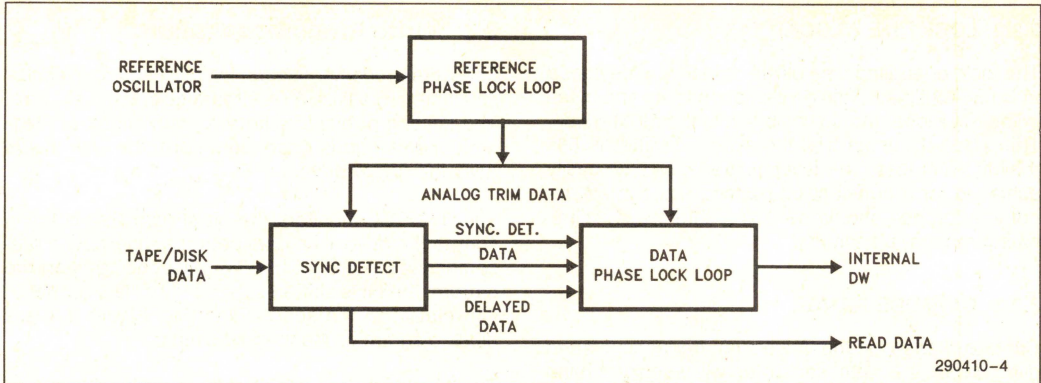 REFERENCE
OSCILLATOR
REFERENCE
PHASE LOCK LOOP
ANALOG TRIM DATA
TAPE/DISK
DATA
SYNC DETECT
SYNC. DET.
DATA
DELAYED
DATA
DATA
PHASE LOCK LOOP
INTERNAL
DW
READ DATA
290410-4